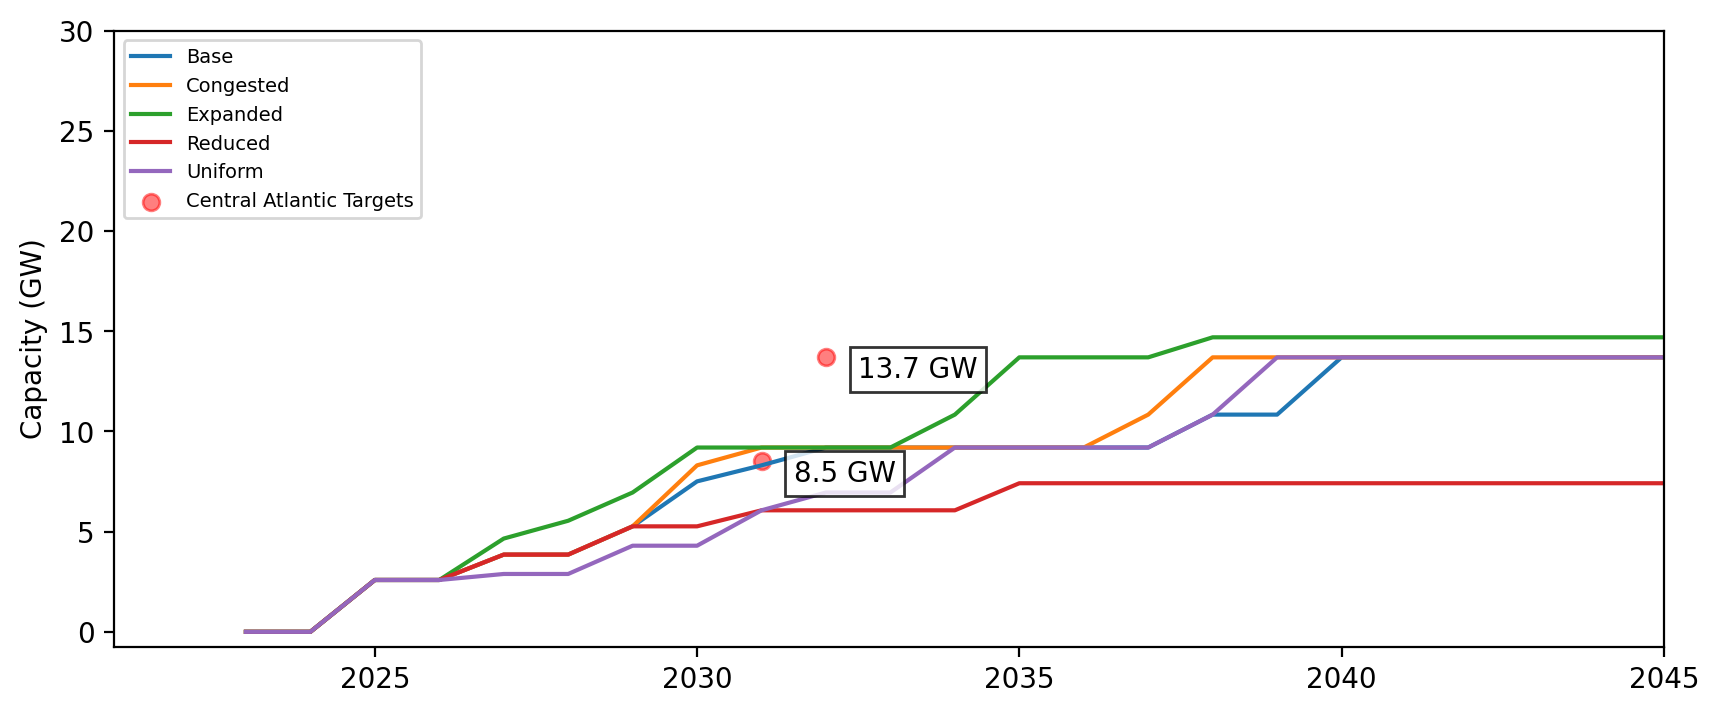 30
25
20
15
10
5
0
Capacity (GW)
Base
Congested
Expanded
Reduced
Uniform
Central Atlantic Targets
13.7 GW
8.5 GW
2025
2030
2035
2040
2045